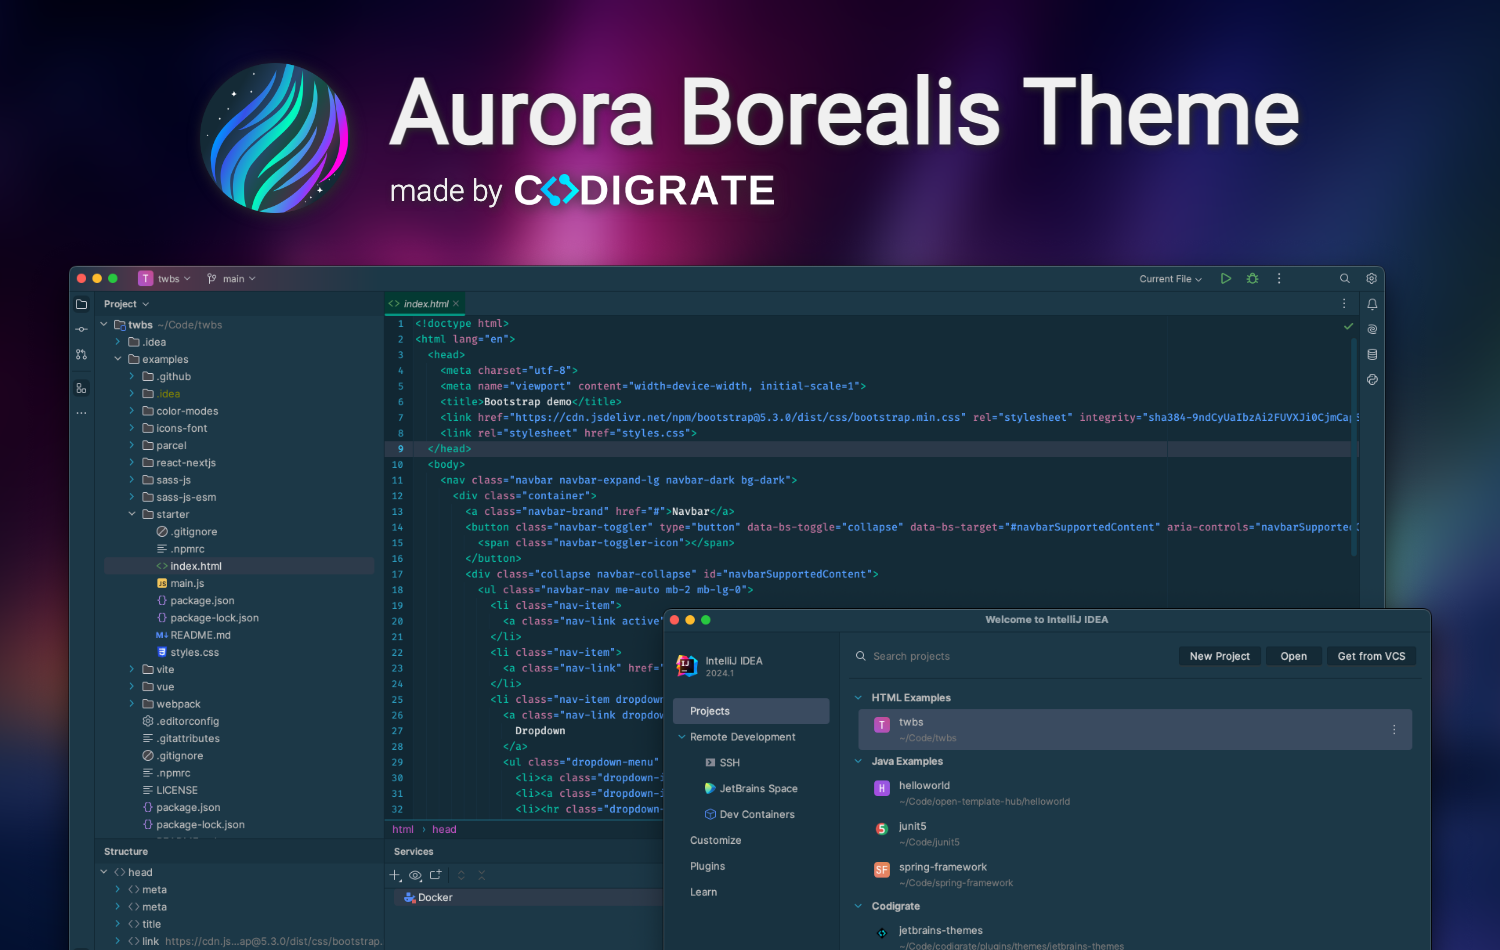 Aurora Borealis Theme
made by CODIGRATE
T twbs main Current File
Project
twbs ~/Code/twbs
.idea
examples
.github
.idea
color-modes
icons-font
parcel
react-nextjs
sass-js
sass-js-esm
starter
.gitignore
.npmrc
index.html
JS main.js
package.json
package-lock.json
M↓ README.md
styles.css
vite
vue
webpack
.editorconfig
.gitattributes
.gitignore
.npmrc
LICENSE
package.json
package-lock.json
Structure
head
meta
meta
title
link https://cdn.js...ap@5.3.0/dist/css/bootstrap.
index.html
1 <!doctype html>
2 <html lang="en">
3 <head>
4 <meta charset="utf-8">
5 <meta name="viewport" content="width=device-width, initial-scale=1">
6 <title>Bootstrap demo</title>
7 <link href="https://cdn.jsdelivr.net/npm/bootstrap@5.3.0/dist/css/bootstrap.min.css" rel="stylesheet" integrity="sha384-9ndCyUaIbzAi2FUVXJi0CjmCap
8 <link rel="stylesheet" href="styles.css">
9 </head>
10 <body>
11 <nav class="navbar navbar-expand-lg navbar-dark bg-dark">
12 <div class="container">
13 <a class="navbar-brand" href="#">Navbar</a>
14 <button class="navbar-toggler" type="button" data-bs-toggle="collapse" data-bs-target="#navbarSupportedContent" aria-controls="navbarSupported
15 <span class="navbar-toggler-icon"></span>
16 </button>
17 <div class="collapse navbar-collapse" id="navbarSupportedContent">
18 <ul class="navbar-nav me-auto mb-2 mb-lg-0">
19 <li class="nav-item">
20 <a class="nav-link active"
21 </li>
22 <li class="nav-item">
23 <a class="nav-link" href="
24 </li>
25 <li class="nav-item dropdown
26 <a class="nav-link dropdow
27 Dropdown
28 </a>
29 <ul class="dropdown-menu"
30 <li><a class="dropdown-i
31 <li><a class="dropdown-i
32 <li><hr class="dropdown-
html › head
Services
Docker
Welcome to IntelliJ IDEA
IJ IntelliJ IDEA
2024.1
Projects
Remote Development
SSH
JetBrains Space
Dev Containers
Customize
Plugins
Learn
Search projects New Project Open Get from VCS
HTML Examples
T twbs
~/Code/twbs
Java Examples
H helloworld
~/Code/open-template-hub/helloworld
5 junit5
~/Code/junit5
SF spring-framework
~/Code/spring-framework
Codigrate
jetbrains-themes
~/Code/codigrate/plugins/themes/jetbrains-themes